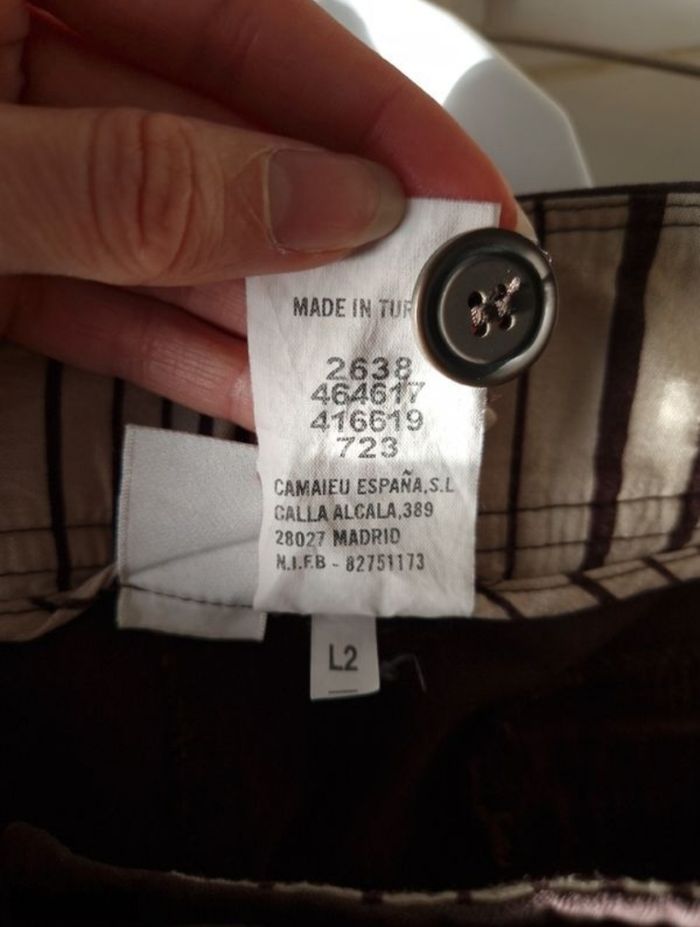 MADE IN TUR
2638
464617
416619
723
CAMAIEU ESPAÑA,S.L
CALLA ALCALA,389
28027 MADRID
N.I.F.B - 82751173
L2